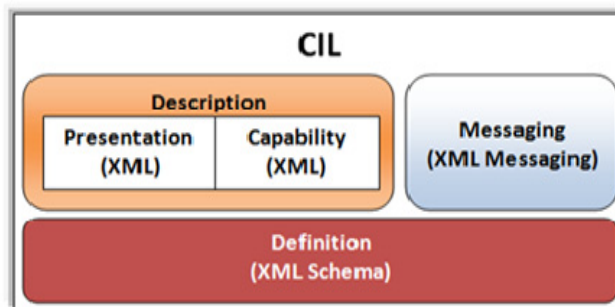 CIL
Description
Presentation
(XML)
Capability
(XML)
Messaging
(XML Messaging)
Definition
(XML Schema)